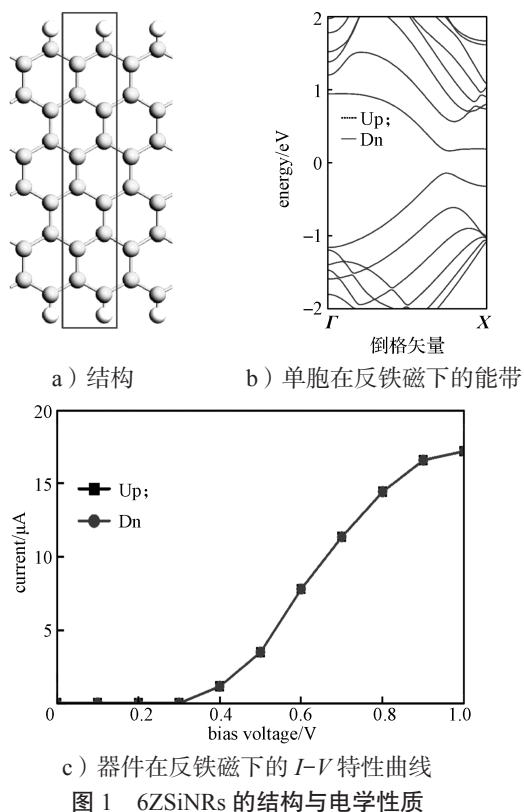 2
1
0
−1
−2
energy/eV
Up;
Dn
Γ
X
倒格矢量
a）结构
b）单胞在反铁磁下的能带
20
15
10
5
current/μA
Up;
Dn
0
0.2
0.4
0.6
0.8
1.0
bias voltage/V
c）器件在反铁磁下的 I–V 特性曲线
图 1 6ZSiNRs 的结构与电学性质